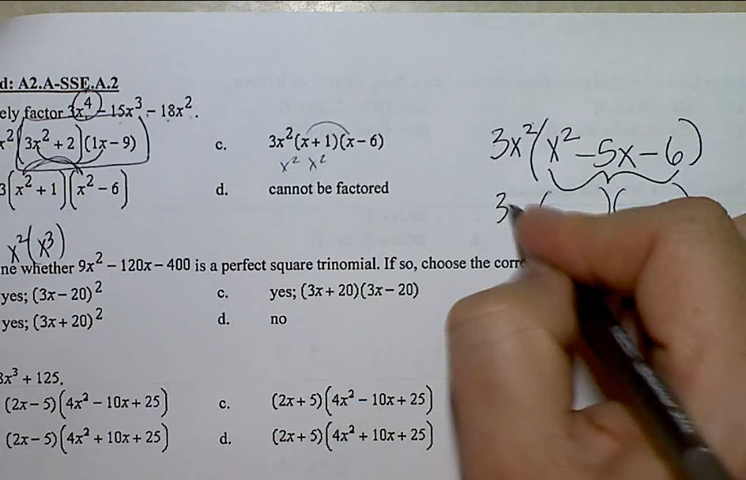 d: A2.A-SSE.A.2
ely factor 3x⁴ – 15x³ – 18x².
x²(3x² + 2)(1x – 9)
c. 3x²(x + 1)(x – 6)
x² x²
3(x² + 1)(x² – 6)
d. cannot be factored
x²(x³)
3x²(x² – 5x – 6)
3 ( )( )
ne whether 9x² – 120x – 400 is a perfect square trinomial. If so, choose the
yes; (3x – 20)²
c. yes; (3x + 20)(3x – 20)
yes; (3x + 20)²
d. no
8x³ + 125.
(2x – 5)(4x² – 10x + 25)
c. (2x + 5)(4x² – 10x + 25)
(2x – 5)(4x² + 10x + 25)
d. (2x + 5)(4x² + 10x + 25)